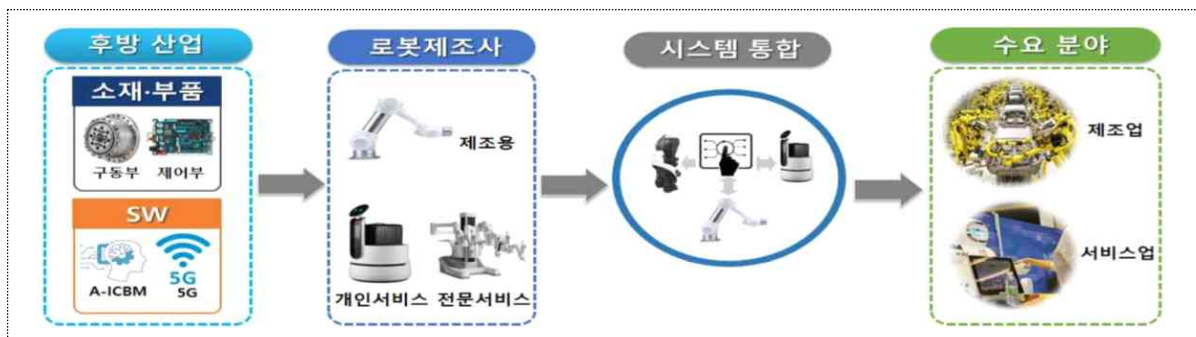 후방 산업
소재·부품
구동부 제어부
SW
A-ICBM
5G
5G
로봇제조사
제조용
개인서비스 전문서비스
시스템 통합
수요 분야
제조업
서비스업